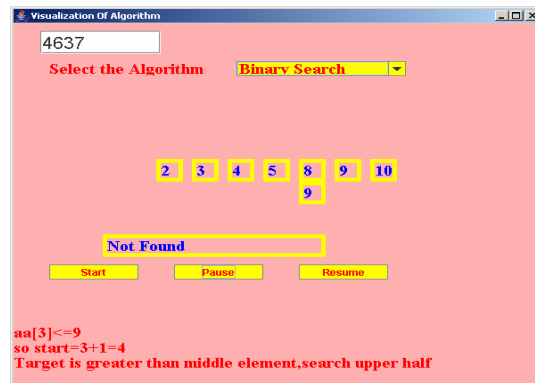 Visualization Of Algorithm
4637
Select the Algorithm Binary Search
2 3 4 5 8 9 10
9
Not Found
Start Pause Resume
aa[3]<=9
so start=3+1=4
Target is greater than middle element,search upper half